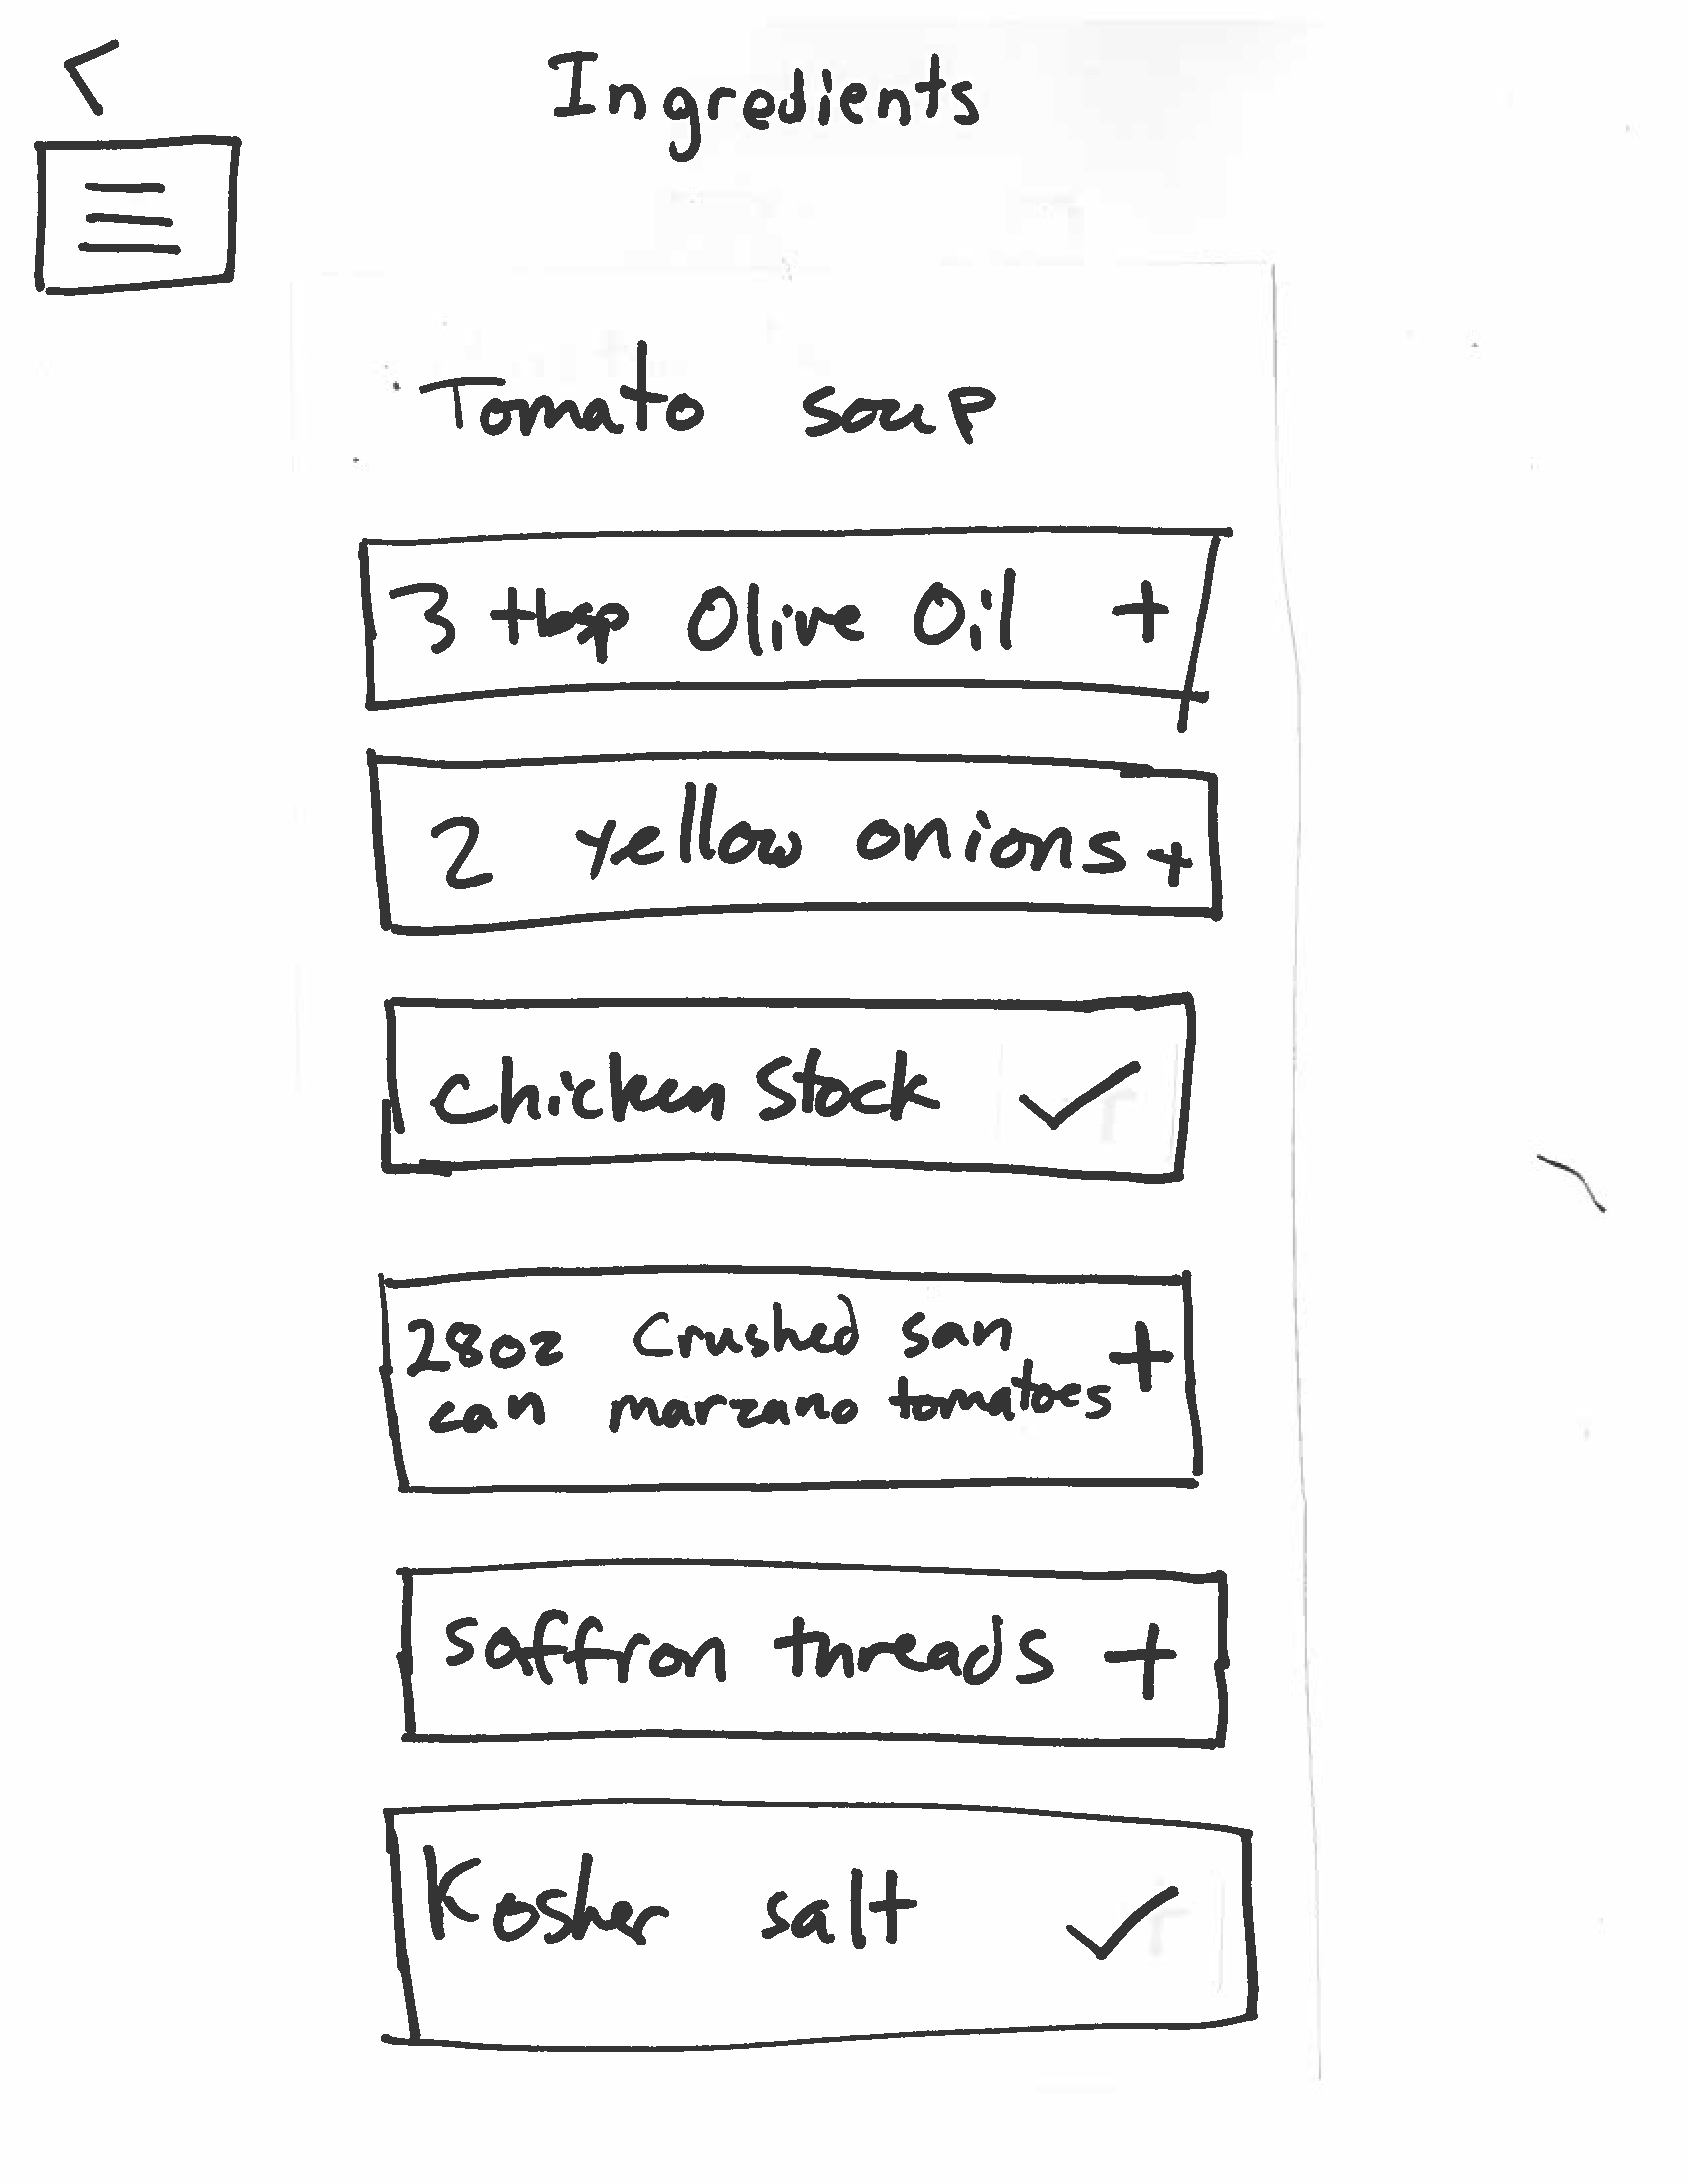 Ingredients
Tomato soup
3 tbsp Olive Oil +
2 yellow onions +
chicken stock ✓
28oz crushed san +
can marzano tomatoes
saffron threads +
Kosher salt ✓